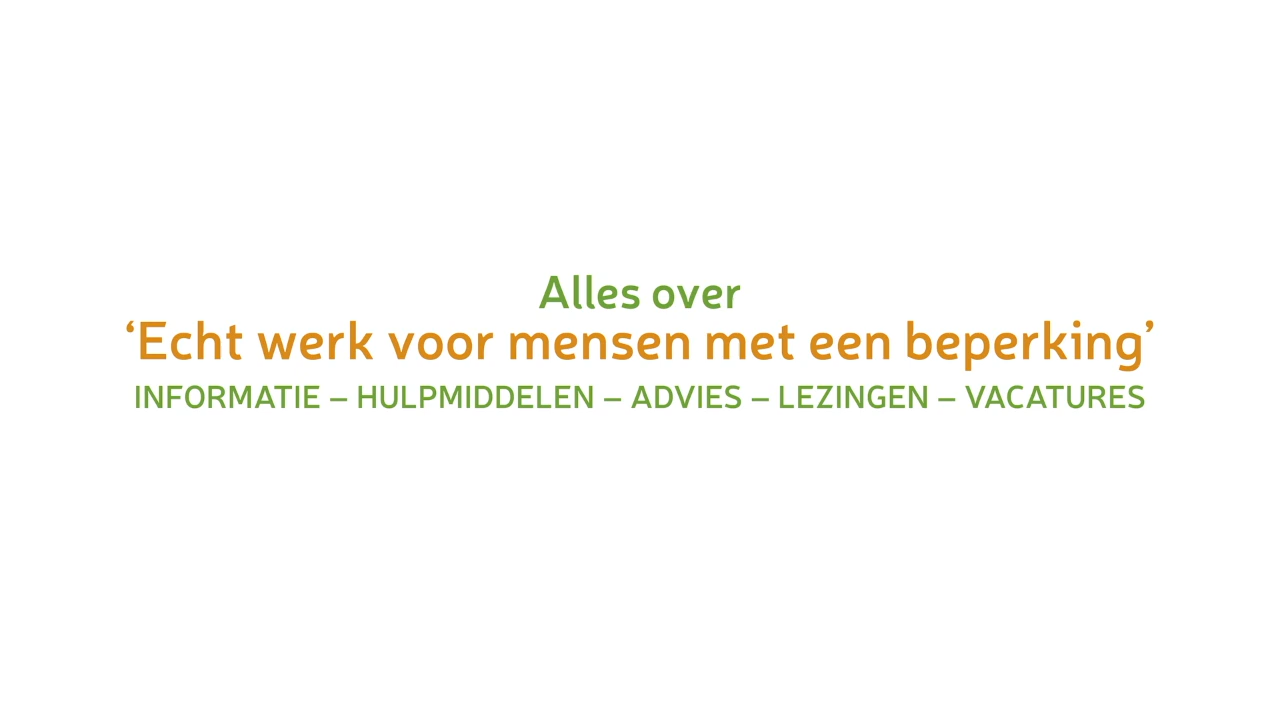 Alles over
‘Echt werk voor mensen met een beperking’
INFORMATIE – HULPMIDDELEN – ADVIES – LEZINGEN – VACATURES